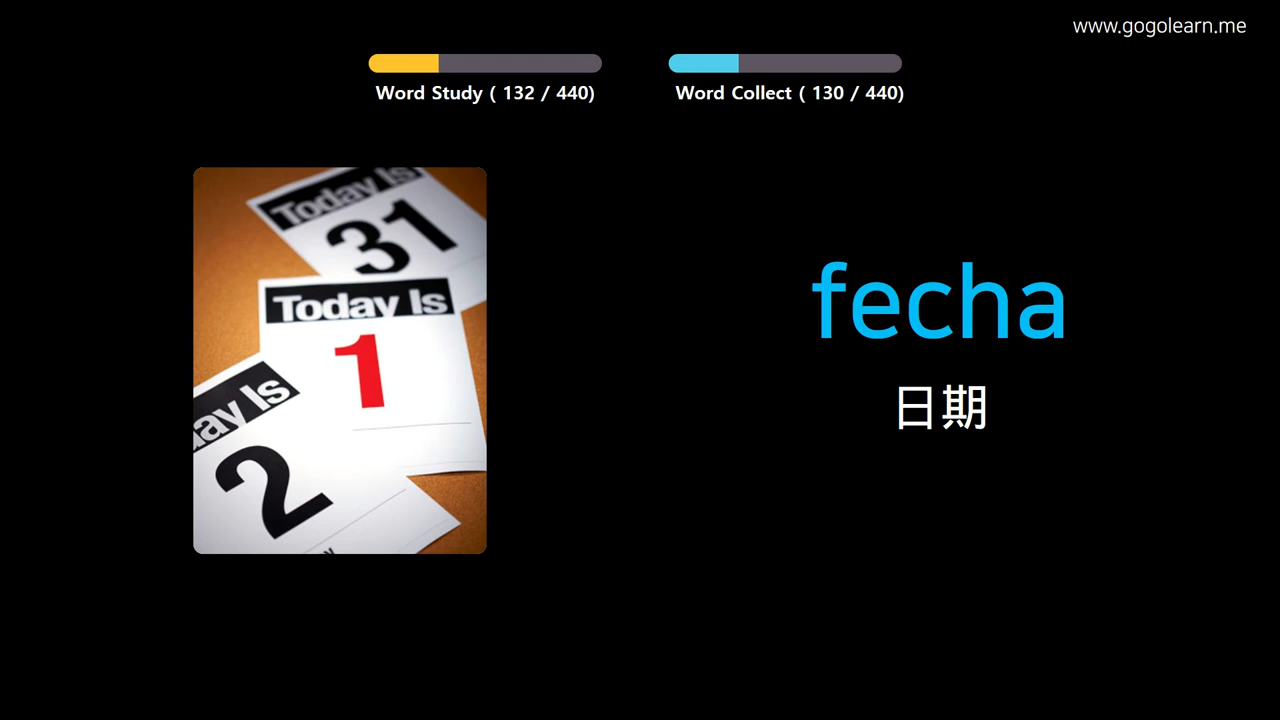 www.gogolearn.me
Word Study ( 132 / 440)
Word Collect ( 130 / 440)
Today Is
31
Today Is
1
ay Is
2
fecha
日期